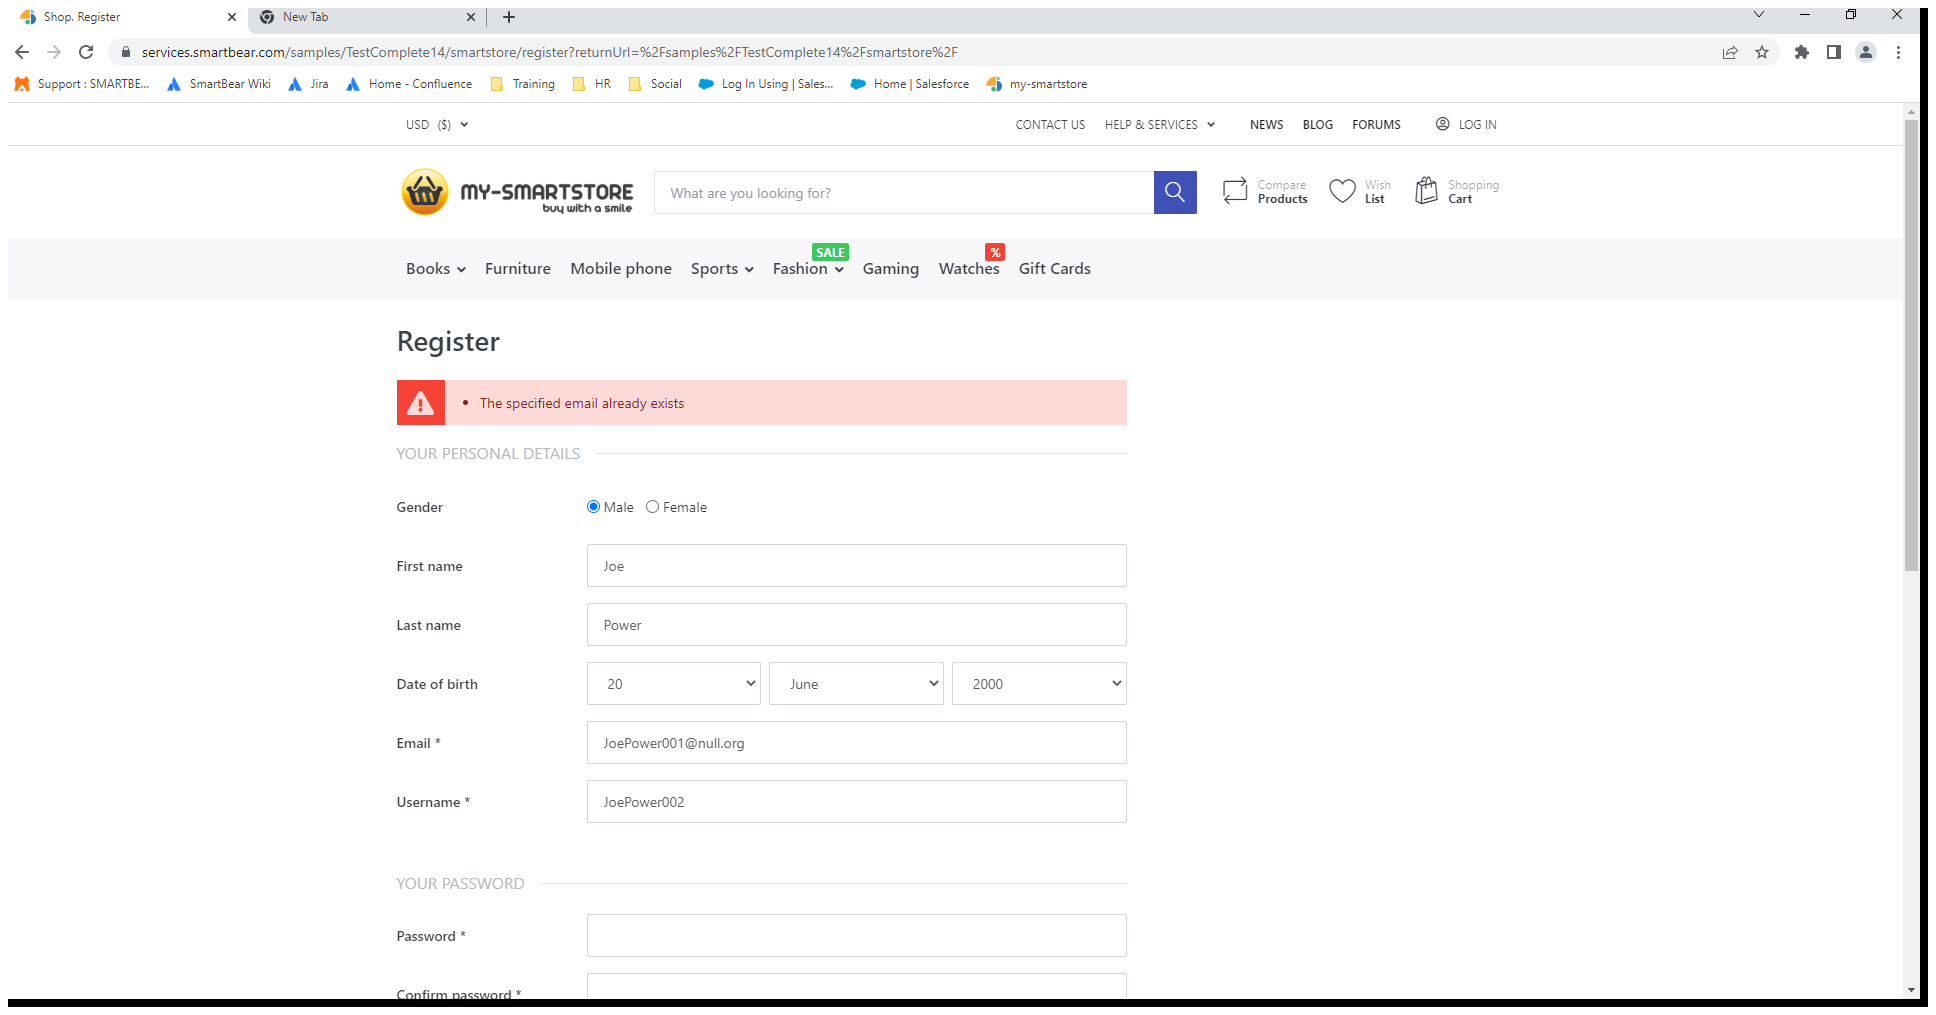 Shop. Register
New Tab
services.smartbear.com/samples/TestComplete14/smartstore/register?returnUrl=%2Fsamples%2FTestComplete14%2Fsmartstore%2F
Support : SMARTBE... SmartBear Wiki Jira Home - Confluence Training HR Social Log In Using | Sales... Home | Salesforce my-smartstore
USD ($) CONTACT US HELP & SERVICES NEWS BLOG FORUMS LOG IN
MY-SMARTSTORE
buy with a smile
What are you looking for?
Compare
Products
Wish
List
Shopping
Cart
SALE %
Books Furniture Mobile phone Sports Fashion Gaming Watches Gift Cards
Register
The specified email already exists
YOUR PERSONAL DETAILS
Gender Male Female
First name Joe
Last name Power
Date of birth 20 June 2000
Email * JoePower001@null.org
Username * JoePower002
YOUR PASSWORD
Password *
Confirm password *